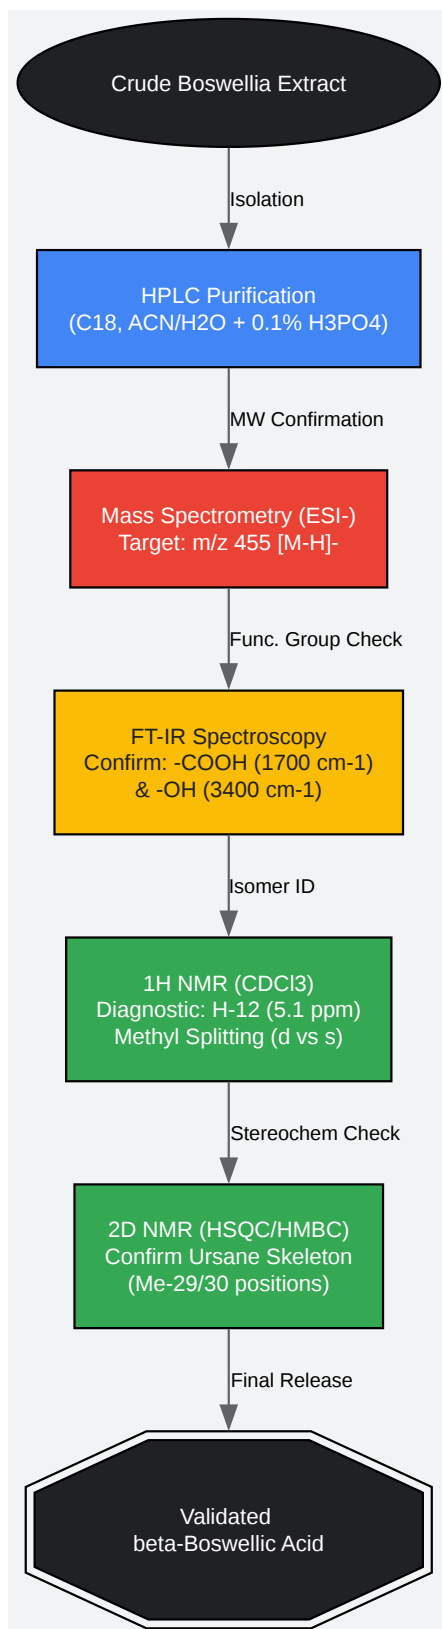 Crude Boswellia Extract
Isolation
HPLC Purification
(C18, ACN/H2O + 0.1% H3PO4)
MW Confirmation
Mass Spectrometry (ESI-)
Target: m/z 455 [M-H]-
Func. Group Check
FT-IR Spectroscopy
Confirm: -COOH (1700 cm-1)
& -OH (3400 cm-1)
Isomer ID
1H NMR (CDCl3)
Diagnostic: H-12 (5.1 ppm)
Methyl Splitting (d vs s)
Stereochem Check
2D NMR (HSQC/HMBC)
Confirm Ursane Skeleton
(Me-29/30 positions)
Final Release
Validated
beta-Boswellic Acid